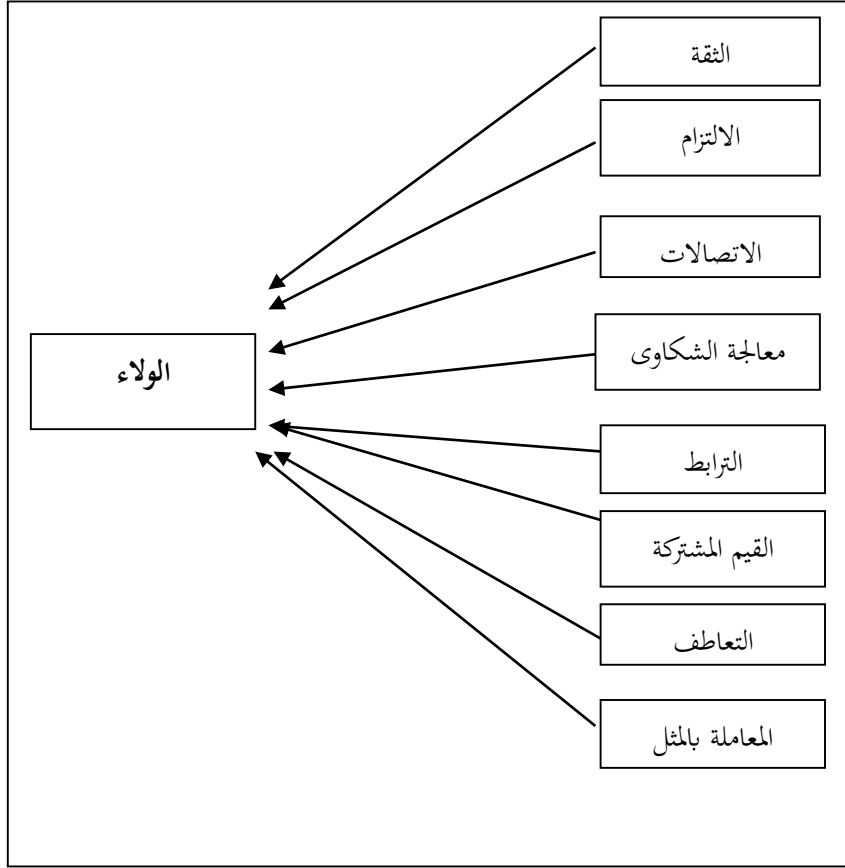 الثقة
الالتزام
الاتصالات
معالجة الشكاوى
الولاء
الترابط
القيم المشتركة
التعاطف
المعاملة بالمثل